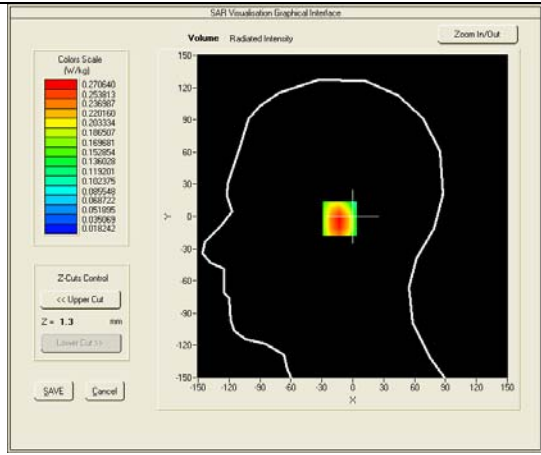 SAR Visualisation Graphical Interface
Volume Radiated Intensity
Zoom In/Out
Colors Scale
(W/kg)
0.270640
0.253813
0.236987
0.220160
0.203334
0.186507
0.169681
0.152854
0.136028
0.119201
0.102375
0.085548
0.068722
0.051895
0.035069
0.018242
Z-Cuts Control
<< Upper Cut
Z = 1.3 mm
Lower Cut >>
SAVE Cancel
150
120
90
60
30
0
-30
-60
-90
-120
-150
Y
-150 -120 -90 -60 -30 0 30 60 90 120 150
X